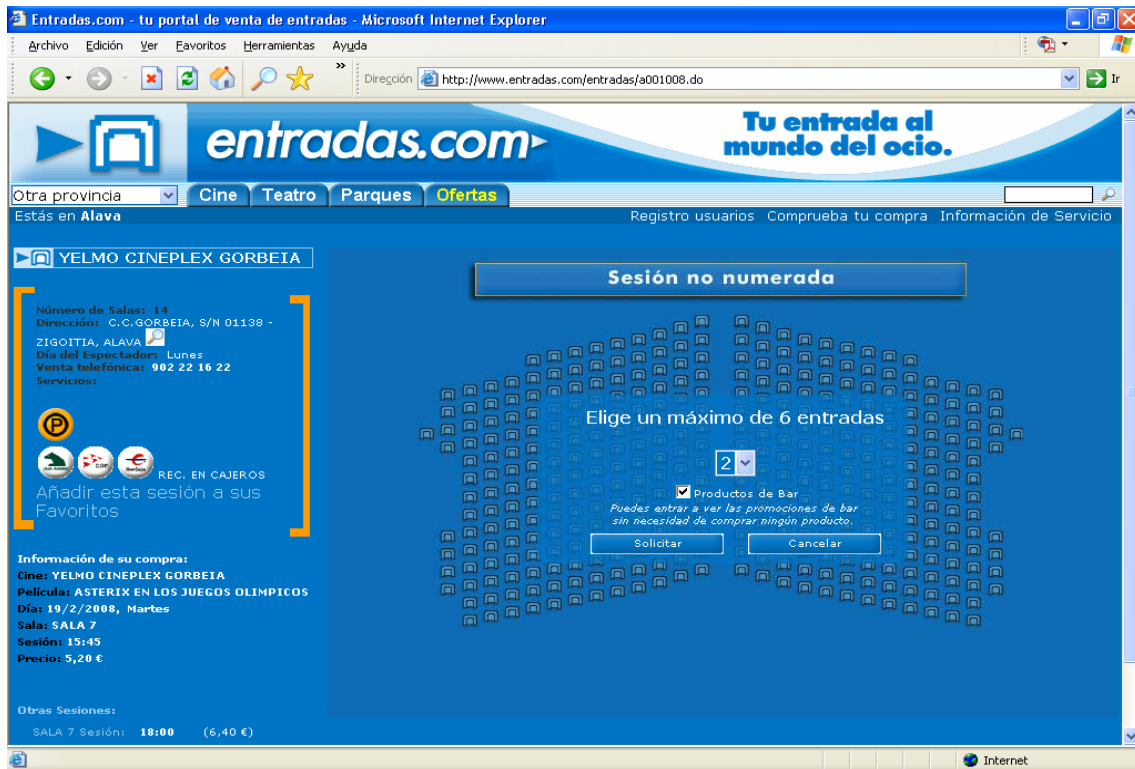 Entradas.com - tu portal de venta de entradas - Microsoft Internet Explorer
Archivo Edición Ver Favoritos Herramientas Ayuda
» Dirección http://www.entradas.com/entradas/a001008.do Ir
entradas.com
Tu entrada al
mundo del ocio.
Otra provincia Cine Teatro Parques Ofertas
Estás en Alava Registro usuarios Comprueba tu compra Información de Servicio
YELMO CINEPLEX GORBEIA
Número de Salas: 14
Dirección: C.C.GORBEIA, S/N 01138 -
ZIGOITIA, ALAVA
Día del Espectador: Lunes
Venta telefónica: 902 22 16 22
Servicios:
P
REC. EN CAJEROS
Añadir esta sesión a sus
Favoritos
Información de su compra:
Cine: YELMO CINEPLEX GORBEIA
Película: ASTERIX EN LOS JUEGOS OLIMPICOS
Día: 19/2/2008, Martes
Sala: SALA 7
Sesión: 15:45
Precio: 5,20 €
Otras Sesiones:
SALA 7 Sesión: 18:00 (6,40 €)
Sesión no numerada
Elige un máximo de 6 entradas
2
Productos de Bar
Puedes entrar a ver las promociones de bar
sin necesidad de comprar ningún producto.
Solicitar Cancelar
Internet